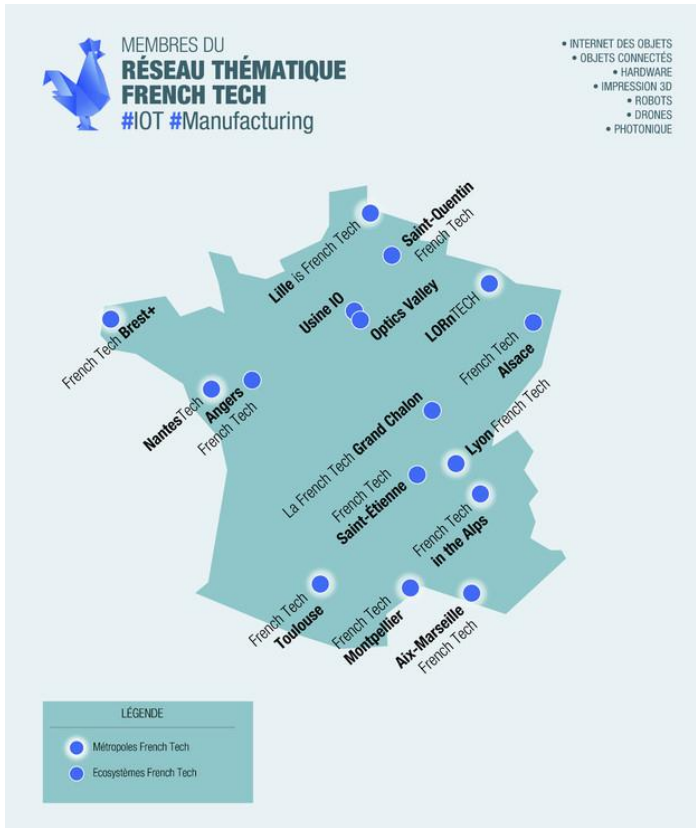 MEMBRES DU
RÉSEAU THÉMATIQUE
FRENCH TECH
#IOT #Manufacturing
• INTERNET DES OBJETS
• OBJETS CONNECTÉS
• HARDWARE
• IMPRESSION 3D
• ROBOTS
• DRONES
• PHOTONIQUE
Lille is French Tech
Saint-Quentin
French Tech
Usine IO
Optics Valley
LORnTECH
French Tech
Alsace
French Tech Brest+
NantesTech
Angers
French Tech
La French Tech Grand Chalon
Lyon French Tech
French Tech
Saint-Étienne
French Tech
in the Alps
French Tech
Toulouse
French Tech
Montpellier
Aix-Marseille
French Tech
LÉGENDE
Métropoles French Tech
Ecosystèmes French Tech